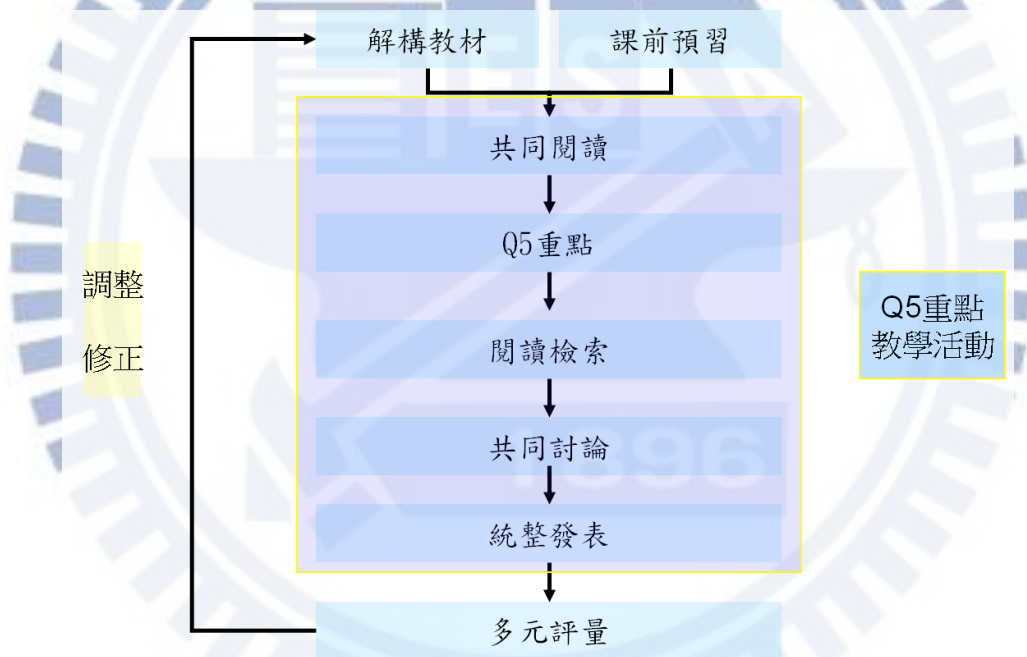 解構教材
課前預習
共同閱讀
Q5重點
閱讀檢索
共同討論
統整發表
多元評量
調整
修正
Q5重點
教學活動
ES
1896